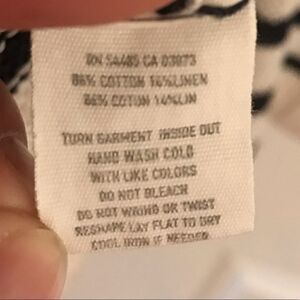 RN 54485 CA 03073
86% COTTON 14% LINEN
86% COTON 14% LIN
TURN GARMENT INSIDE OUT
HAND WASH COLD
WITH LIKE COLORS
DO NOT BLEACH
DO NOT WRING OR TWIST
RESHAPE LAY FLAT TO DRY
COOL IRON IF NEEDED